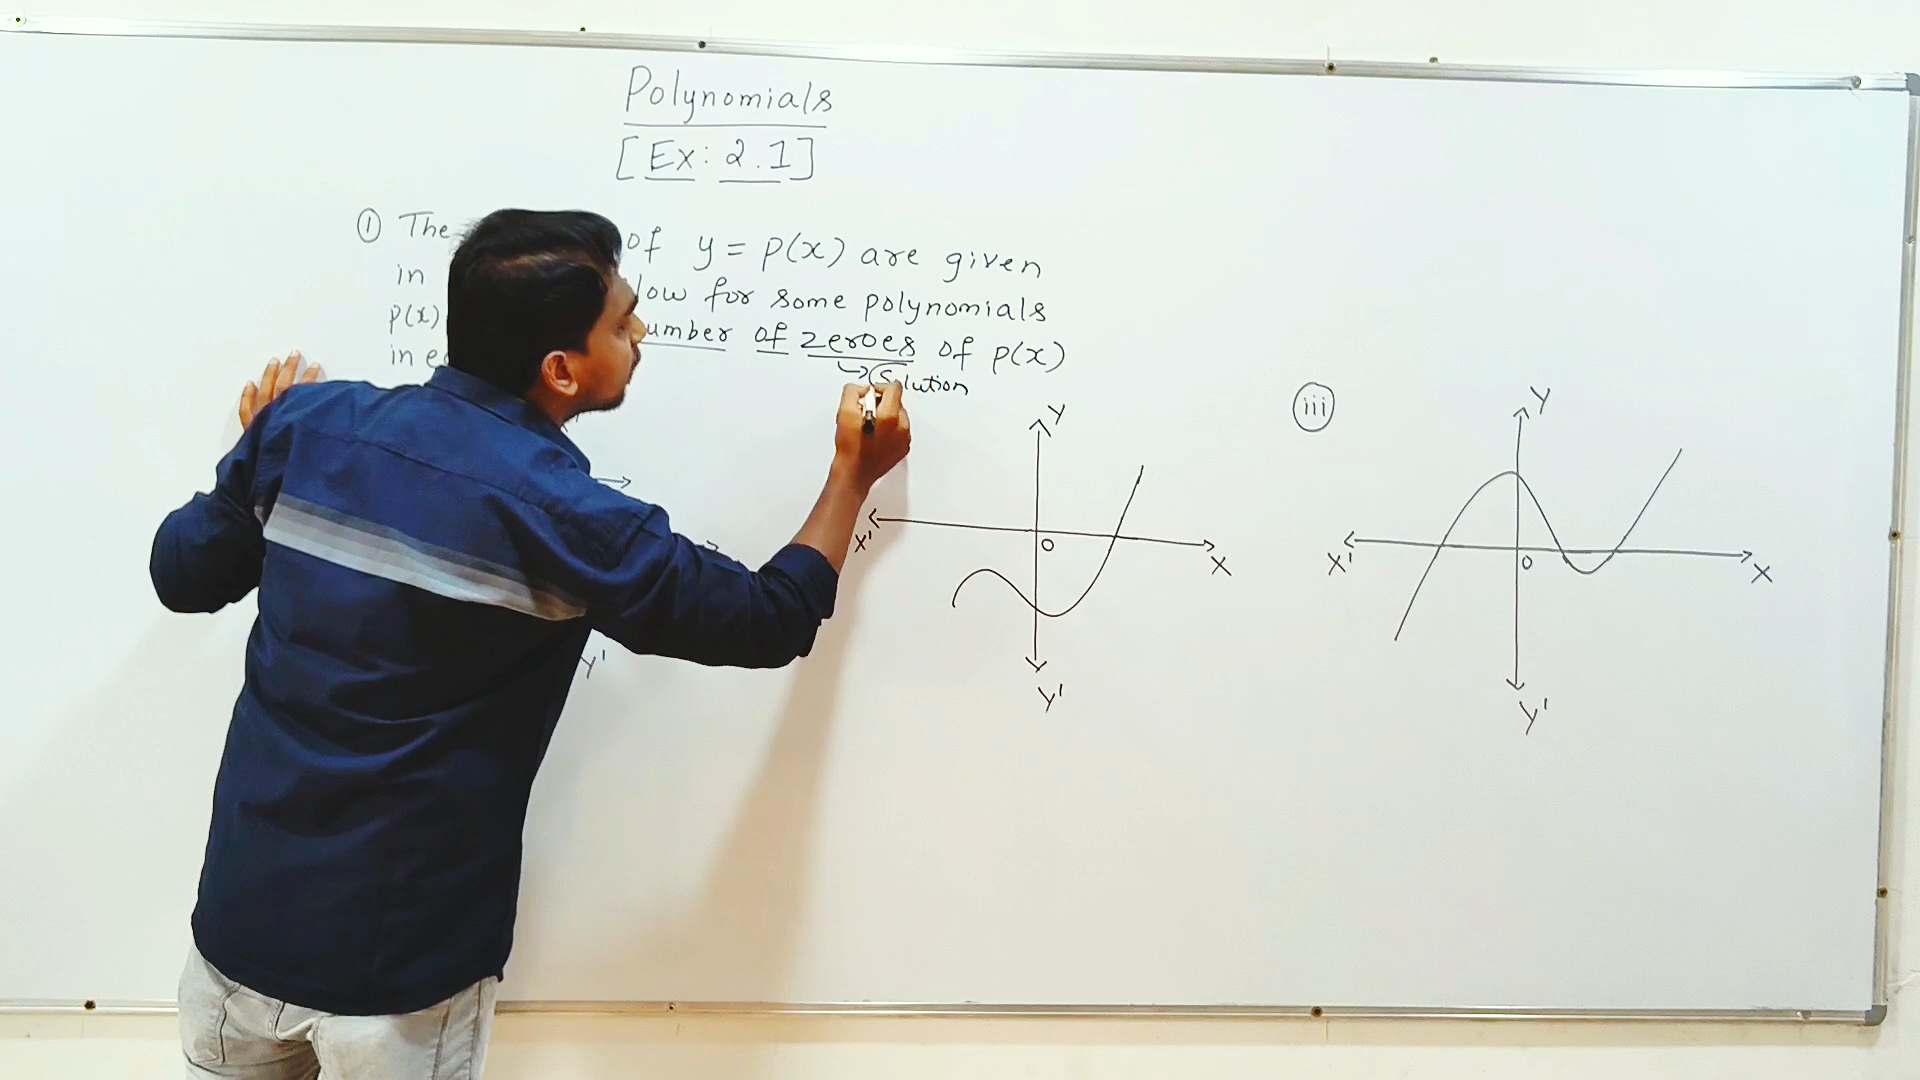 Polynomials
[Ex: 2.1]
① The of y = p(x) are given
in low for some polynomials
p(x) umber of zeroes of p(x)
in
↳ Solution
Y
X'
O
X
Y'
iii
Y
X'
O
X
Y'
Y'